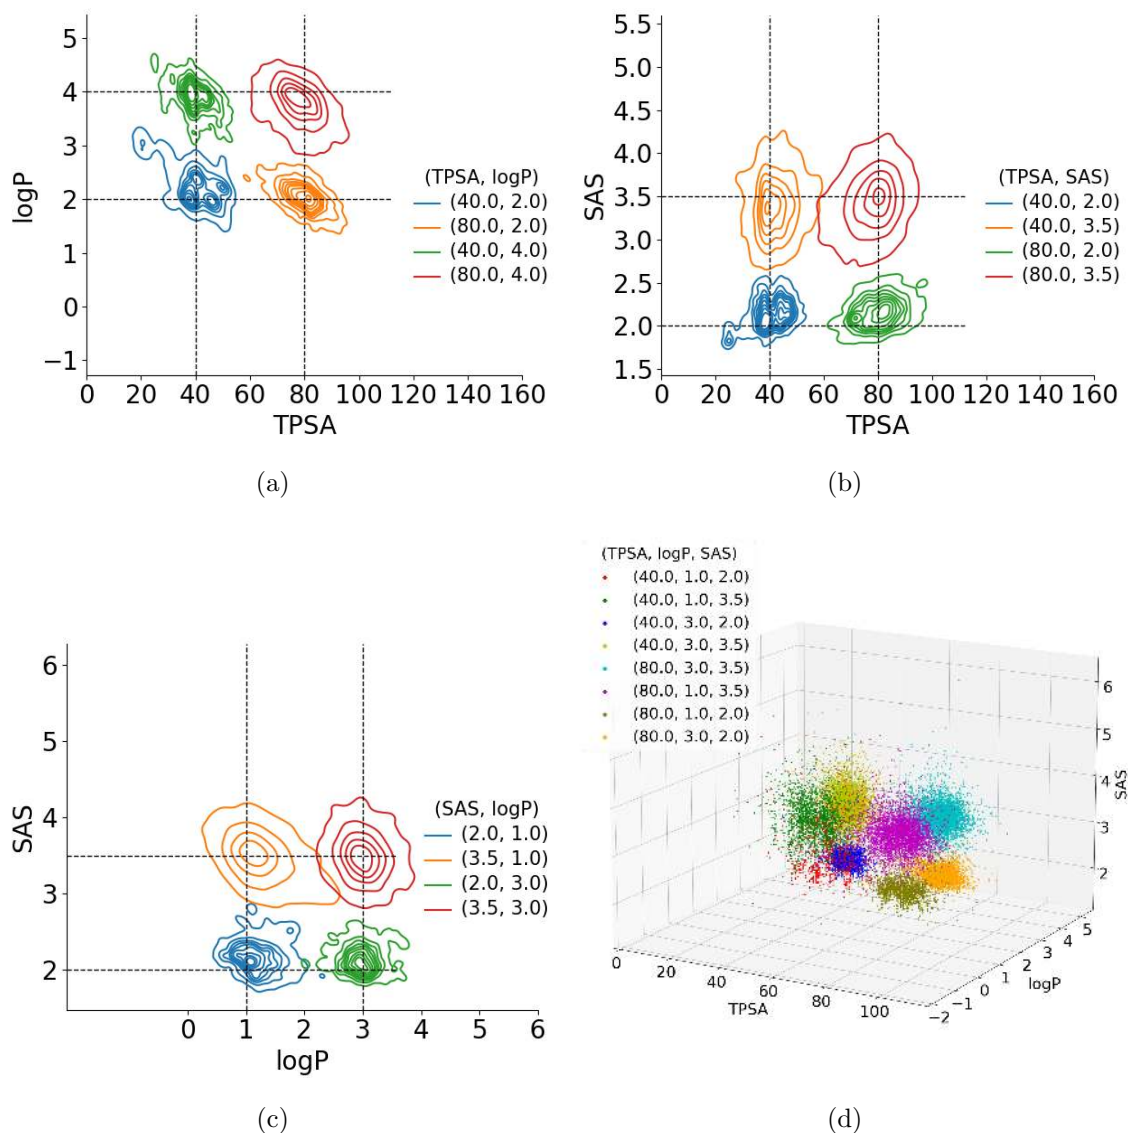 5
4
3
2
1
0
−1
logP
0 20 40 60 80 100 120 140 160
TPSA
(TPSA, logP)
(40.0, 2.0)
(80.0, 2.0)
(40.0, 4.0)
(80.0, 4.0)
(a)
5.5
5.0
4.5
4.0
3.5
3.0
2.5
2.0
1.5
SAS
0 20 40 60 80 100 120 140 160
TPSA
(TPSA, SAS)
(40.0, 2.0)
(40.0, 3.5)
(80.0, 2.0)
(80.0, 3.5)
(b)
6
5
4
3
2
SAS
0 1 2 3 4 5 6
logP
(SAS, logP)
(2.0, 1.0)
(3.5, 1.0)
(2.0, 3.0)
(3.5, 3.0)
(c)
(TPSA, logP, SAS)
(40.0, 1.0, 2.0)
(40.0, 1.0, 3.5)
(40.0, 3.0, 2.0)
(40.0, 3.0, 3.5)
(80.0, 3.0, 3.5)
(80.0, 1.0, 3.5)
(80.0, 1.0, 2.0)
(80.0, 3.0, 2.0)
6
5
4
3
2
SAS
0 20 40 60 80 100
TPSA
−2 −1 0 1 2 3 4 5
logP
(d)